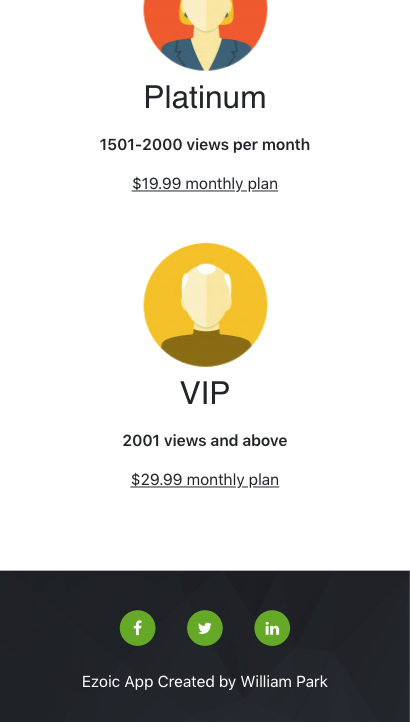 Platinum
1501-2000 views per month
$19.99 monthly plan
VIP
2001 views and above
$29.99 monthly plan
Ezoic App Created by William Park